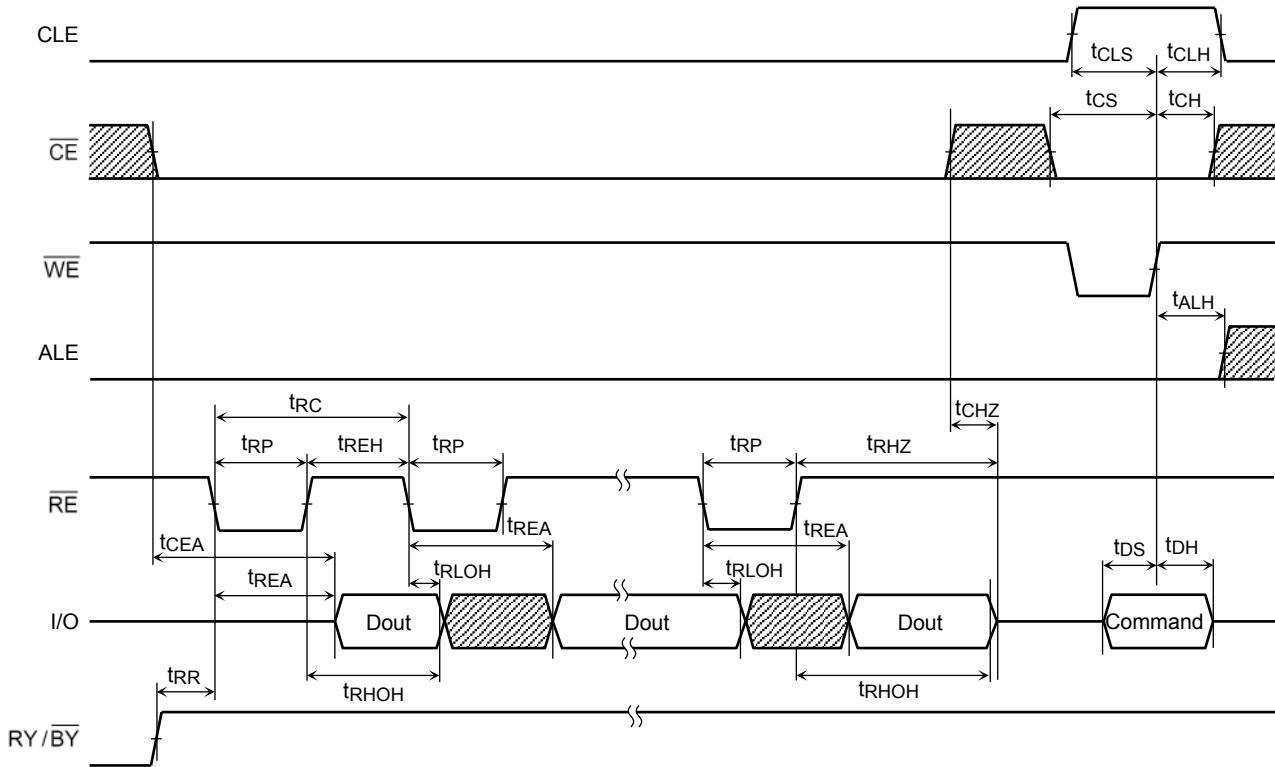 CLE
tCLS tCLH
tCS tCH
CE
WE
tALH
ALE
tRC
tCHZ
tRP tREH tRP tRP tRHZ
RE
tCEA tREA tREA
tREA tRLOH tRLOH tDS tDH
I/O Dout Dout Dout Command
tRR tRHOH tRHOH
RY/BY